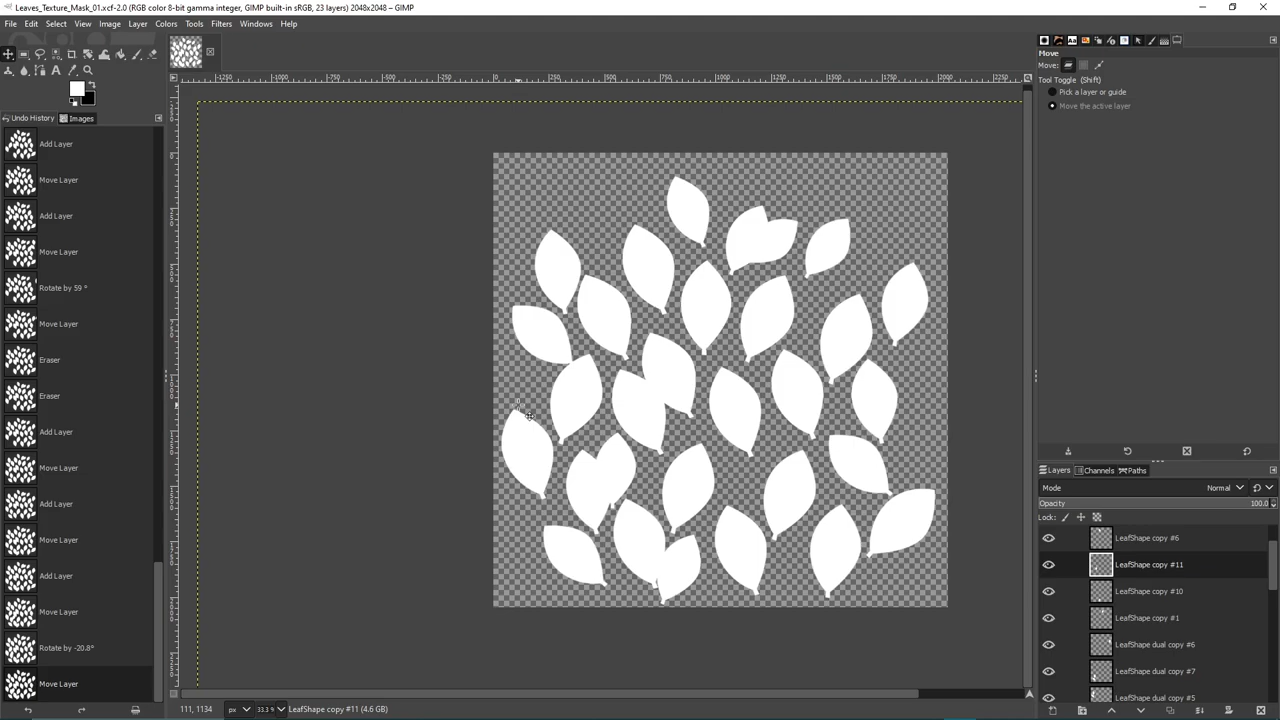 Leaves_Texture_Mask_01.xcf-2.0 (RGB color 8-bit gamma integer, GIMP built-in sRGB, 23 layers) 2048x2048 – GIMP
File Edit Select View Image Layer Colors Tools Filters Windows Help
Move
Move:
Tool Toggle (Shift)
Pick a layer or guide
Move the active layer
Undo History
Images
Add Layer
Move Layer
Add Layer
Move Layer
Rotate by 59 °
Move Layer
Eraser
Eraser
Add Layer
Move Layer
Add Layer
Move Layer
Add Layer
Move Layer
Rotate by -20.8°
Move Layer
Layers Channels Paths
Mode Normal
Opacity 100.0
Lock:
LeafShape copy #6
LeafShape copy #11
LeafShape copy #10
LeafShape copy #1
LeafShape dual copy #6
LeafShape dual copy #7
LeafShape dual copy #5
111, 1134 px 33.3 % LeafShape copy #11 (4.6 GB)